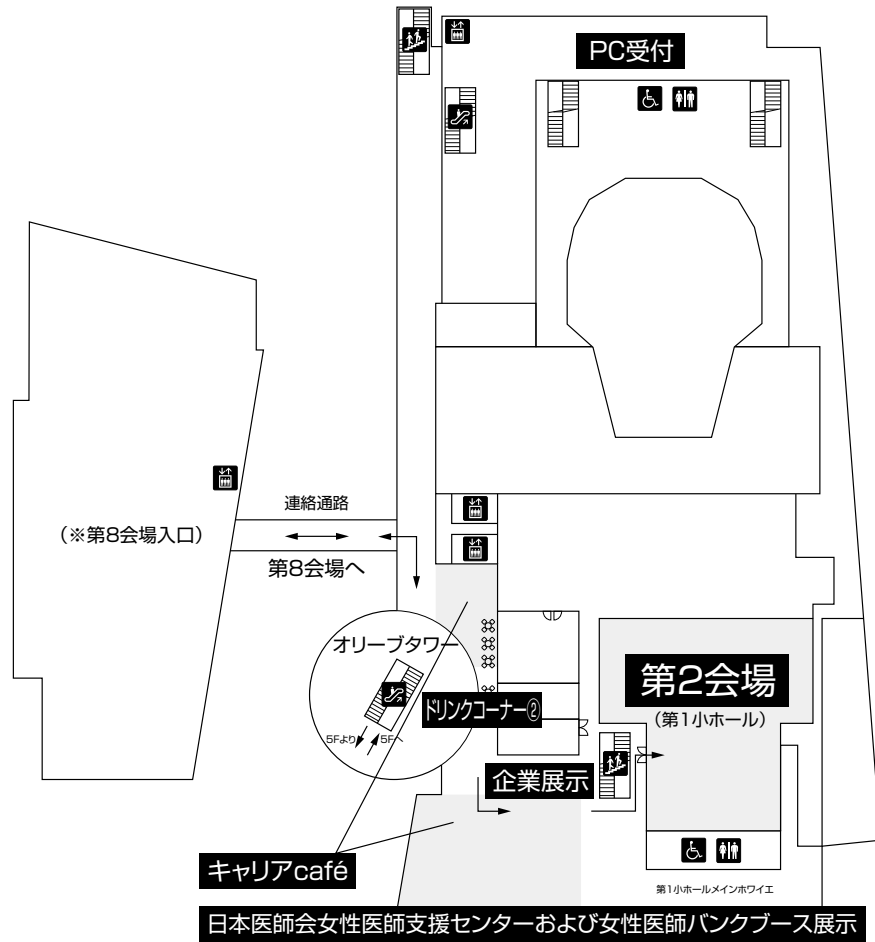 PC受付
連絡通路
(※第8会場入口)
第8会場へ
オリーブタワー
第2会場
(第1小ホール)
ドリンクコーナー②
5Fより
5Fへ
企業展示
キャリアcafé
第1小ホールメインホワイエ
日本医師会女性医師支援センターおよび女性医師バンクブース展示